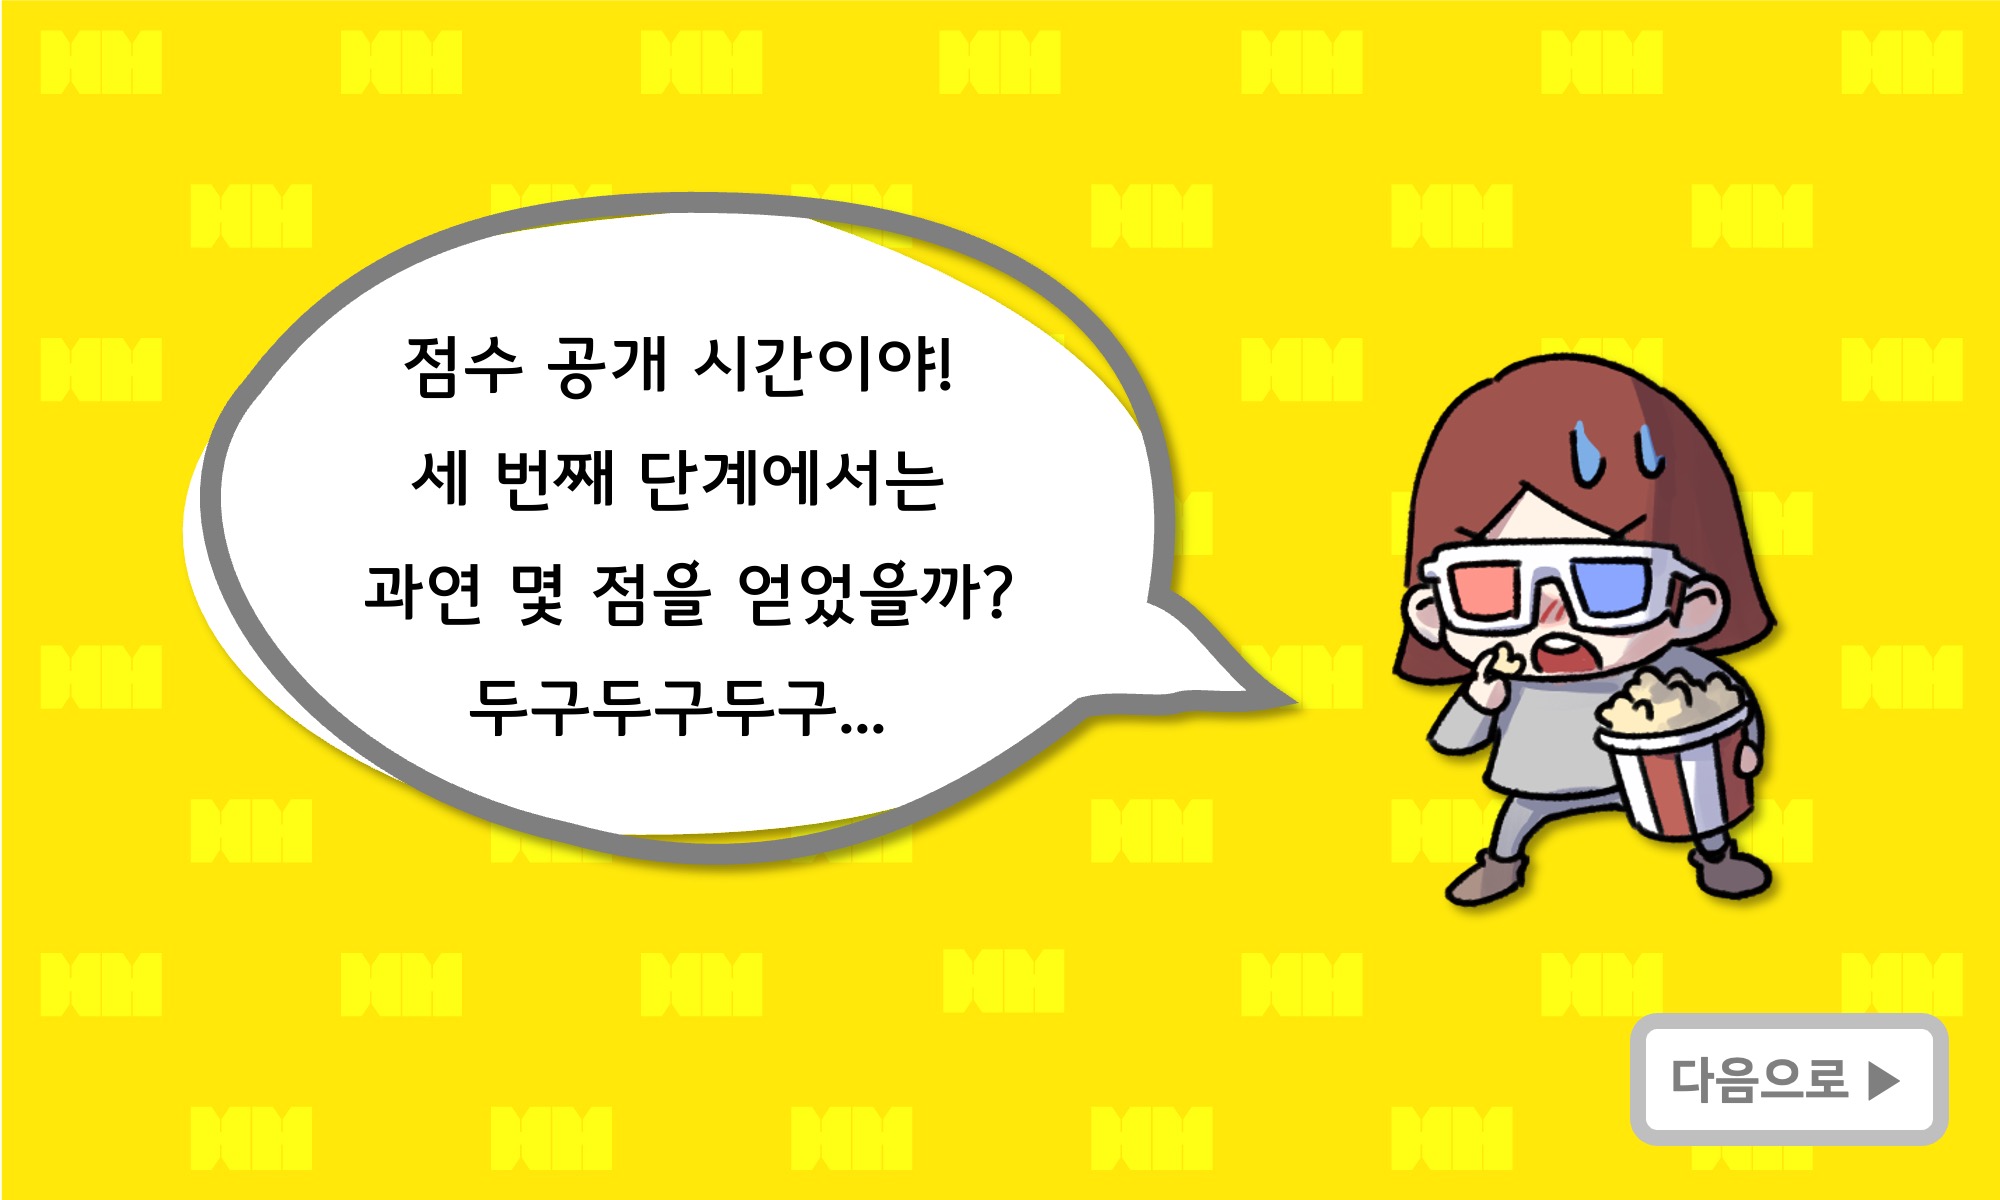 점수 공개 시간이야!
세 번째 단계에서는
과연 몇 점을 얻었을까?
두구두구두구...
다음으로 ▶